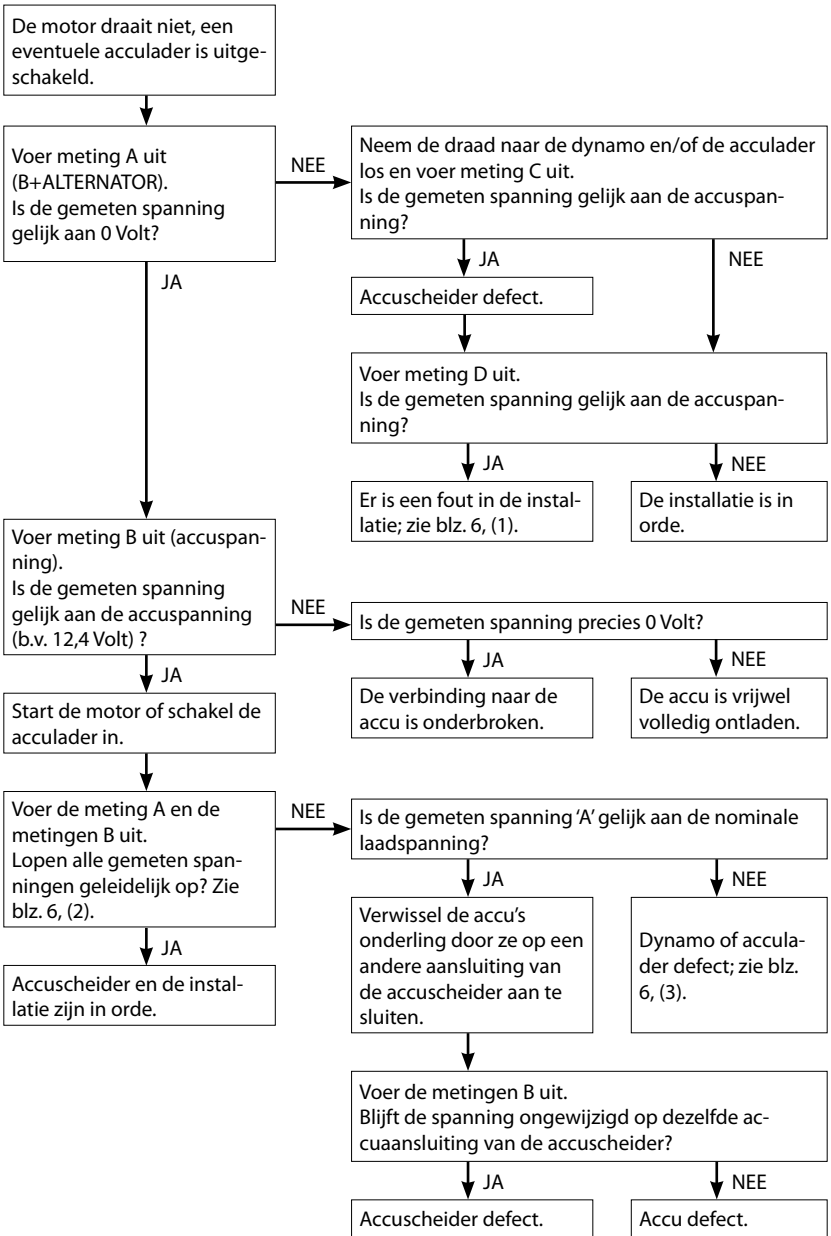 De motor draait niet, een
eventuele acculader is uitge-
schakeld.
Voer meting A uit
(B+ALTERNATOR).
Is de gemeten spanning
gelijk aan 0 Volt?
NEE
Neem de draad naar de dynamo en/of de acculader
los en voer meting C uit.
Is de gemeten spanning gelijk aan de accuspan-
ning?
JA
JA
NEE
Accuscheider defect.
Voer meting D uit.
Is de gemeten spanning gelijk aan de accuspan-
ning?
JA
NEE
Er is een fout in de instal-
latie; zie blz. 6, (1).
De installatie is in
orde.
Voer meting B uit (accuspan-
ning).
Is de gemeten spanning
gelijk aan de accuspanning
(b.v. 12,4 Volt) ?
NEE
Is de gemeten spanning precies 0 Volt?
JA
JA
NEE
De verbinding naar de
accu is onderbroken.
De accu is vrijwel
volledig ontladen.
Start de motor of schakel de
acculader in.
Voer de meting A en de
metingen B uit.
Lopen alle gemeten span-
ningen geleidelijk op? Zie
blz. 6, (2).
NEE
Is de gemeten spanning ‘A’ gelijk aan de nominale
laadspanning?
JA
JA
NEE
Accuscheider en de instal-
latie zijn in orde.
Verwissel de accu's
onderling door ze op een
andere aansluiting van
de accuscheider aan te
sluiten.
Dynamo of accula-
der defect; zie blz.
6, (3).
Voer de metingen B uit.
Blijft de spanning ongewijzigd op dezelfde ac-
cuaansluiting van de accuscheider?
JA
NEE
Accuscheider defect.
Accu defect.